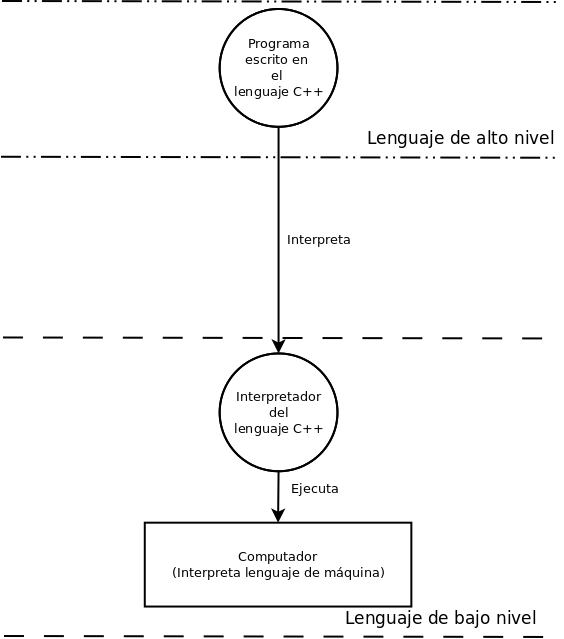 Programa
escrito en
el
lenguaje C++
Lenguaje de alto nivel
Interpreta
Interpretador
del
lenguaje C++
Ejecuta
Computador
(Interpreta lenguaje de máquina)
Lenguaje de bajo nivel